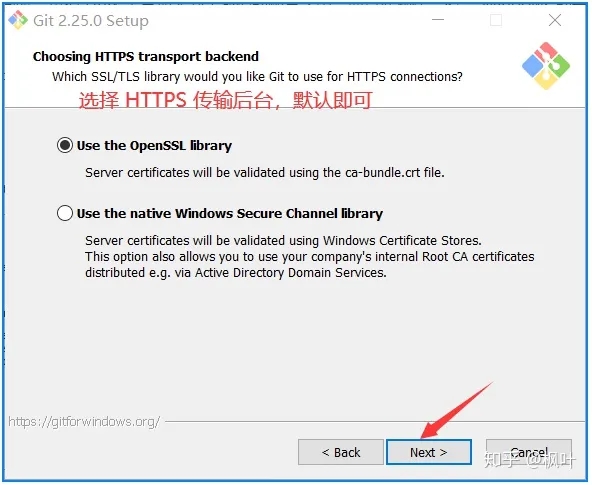 Git 2.25.0 Setup
Choosing HTTPS transport backend
Which SSL/TLS library would you like Git to use for HTTPS connections?
选择 HTTPS 传输后台，默认即可
Use the OpenSSL library
Server certificates will be validated using the ca-bundle.crt file.
Use the native Windows Secure Channel library
Server certificates will be validated using Windows Certificate Stores.
This option also allows you to use your company's internal Root CA certificates
distributed e.g. via Active Directory Domain Services.
https://gitforwindows.org/
< Back
Next >
Cancel
知乎 @枫叶